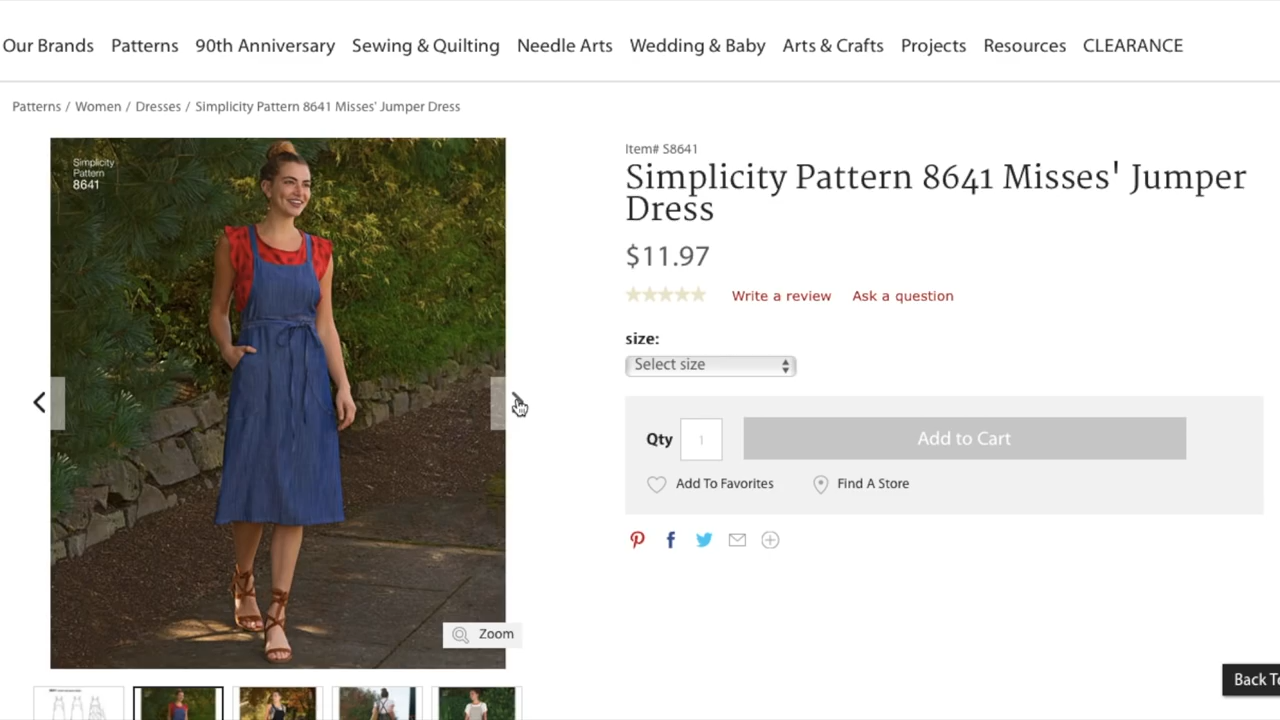 Our Brands Patterns 90th Anniversary Sewing & Quilting Needle Arts Wedding & Baby Arts & Crafts Projects Resources CLEARANCE
Patterns / Women / Dresses / Simplicity Pattern 8641 Misses' Jumper Dress
Simplicity
Pattern
8641
Zoom
Item# S8641
Simplicity Pattern 8641 Misses' Jumper
Dress
$11.97
Write a review Ask a question
size:
Select size
Qty 1 Add to Cart
Add To Favorites Find A Store
Back